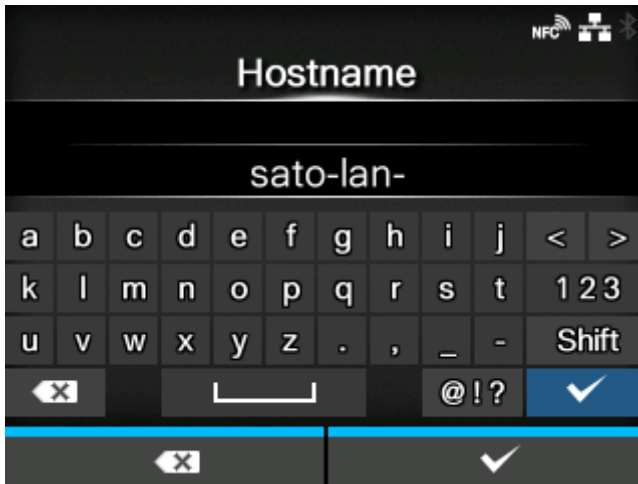 NFC
Hostname
sato-lan-
a b c d e f g h i j < >
k l m n o p q r s t 123
u v w x y z . , _ - Shift
@!?